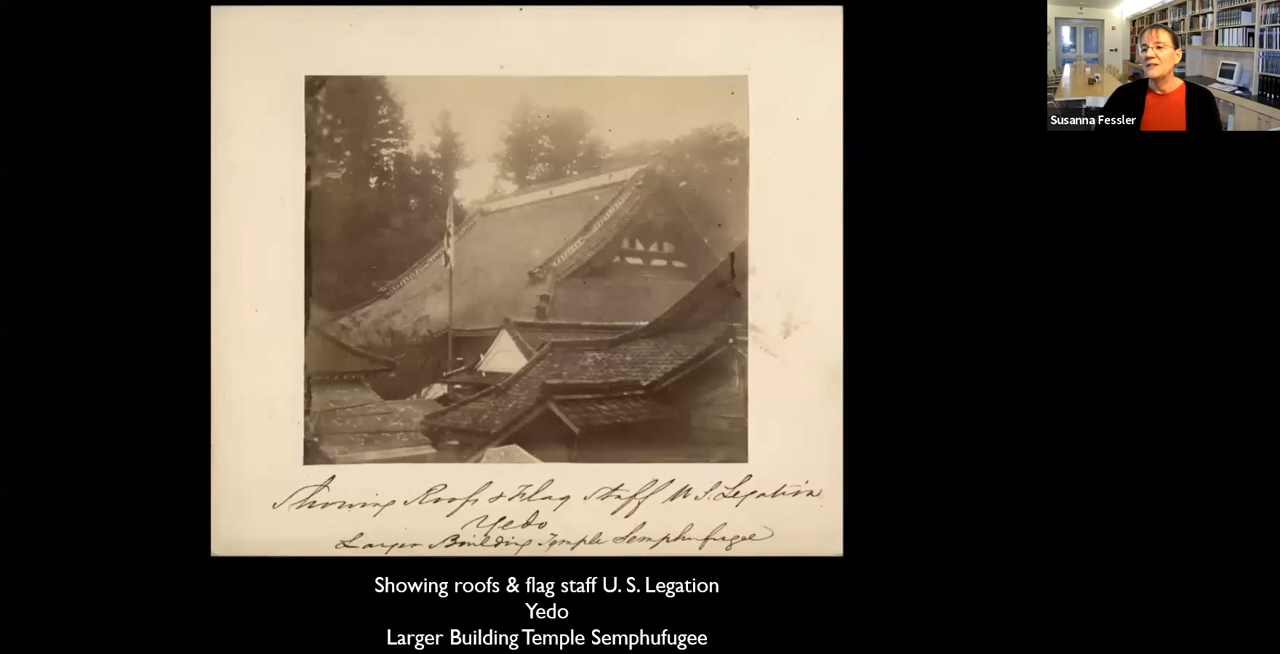 Showing Roofs & Flag staff U.S. Legation
Yedo
Larger Building Temple Semphufugee
Showing roofs & flag staff U. S. Legation
Yedo
Larger Building Temple Semphufugee
Susanna Fessler